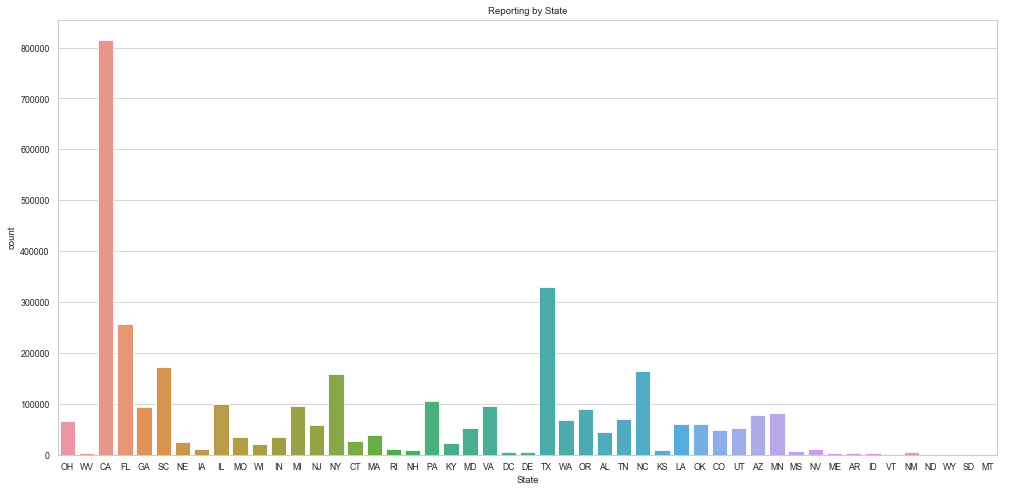 Reporting by State
800000
700000
600000
500000
400000
300000
200000
100000
0
count
OH WV CA FL GA SC NE IA IL MO WI IN MI NJ NY CT MA RI NH PA KY MD VA DC DE TX WA OR AL TN NC KS LA OK CO UT AZ MN MS NV ME AR ID VT NM ND WY SD MT
State